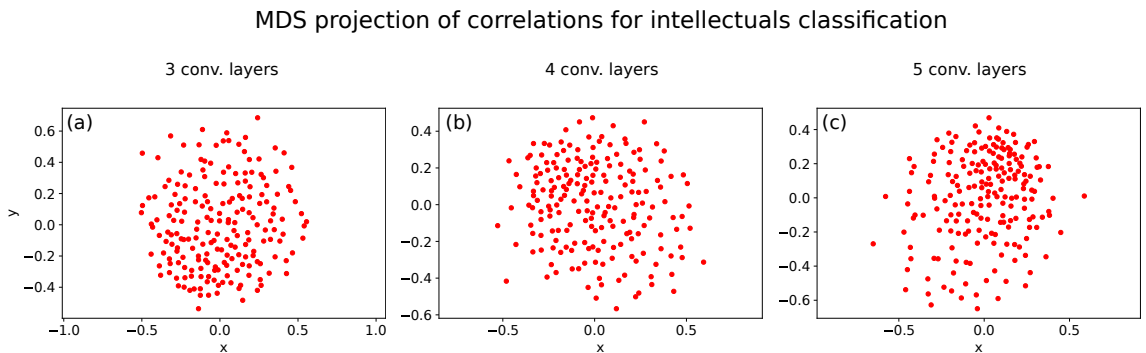 MDS projection of correlations for intellectuals classification
3 conv. layers
4 conv. layers
5 conv. layers
(a)
(b)
(c)
y
0.6
0.4
0.2
0.0
−0.2
−0.4
−1.0 −0.5 0.0 0.5 1.0
x
0.4
0.2
0.0
−0.2
−0.4
−0.6
−0.5 0.0 0.5
x
0.4
0.2
0.0
−0.2
−0.4
−0.6
−0.5 0.0 0.5
x